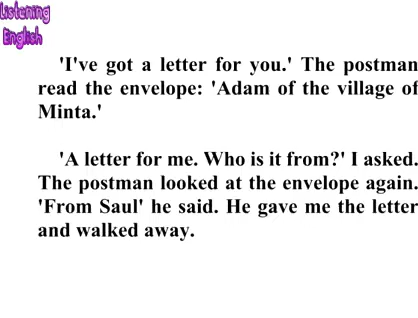 Listening
English
'I've got a letter for you.' The postman
read the envelope: 'Adam of the village of
Minta.'
'A letter for me. Who is it from?' I asked.
The postman looked at the envelope again.
'From Saul' he said. He gave me the letter
and walked away.